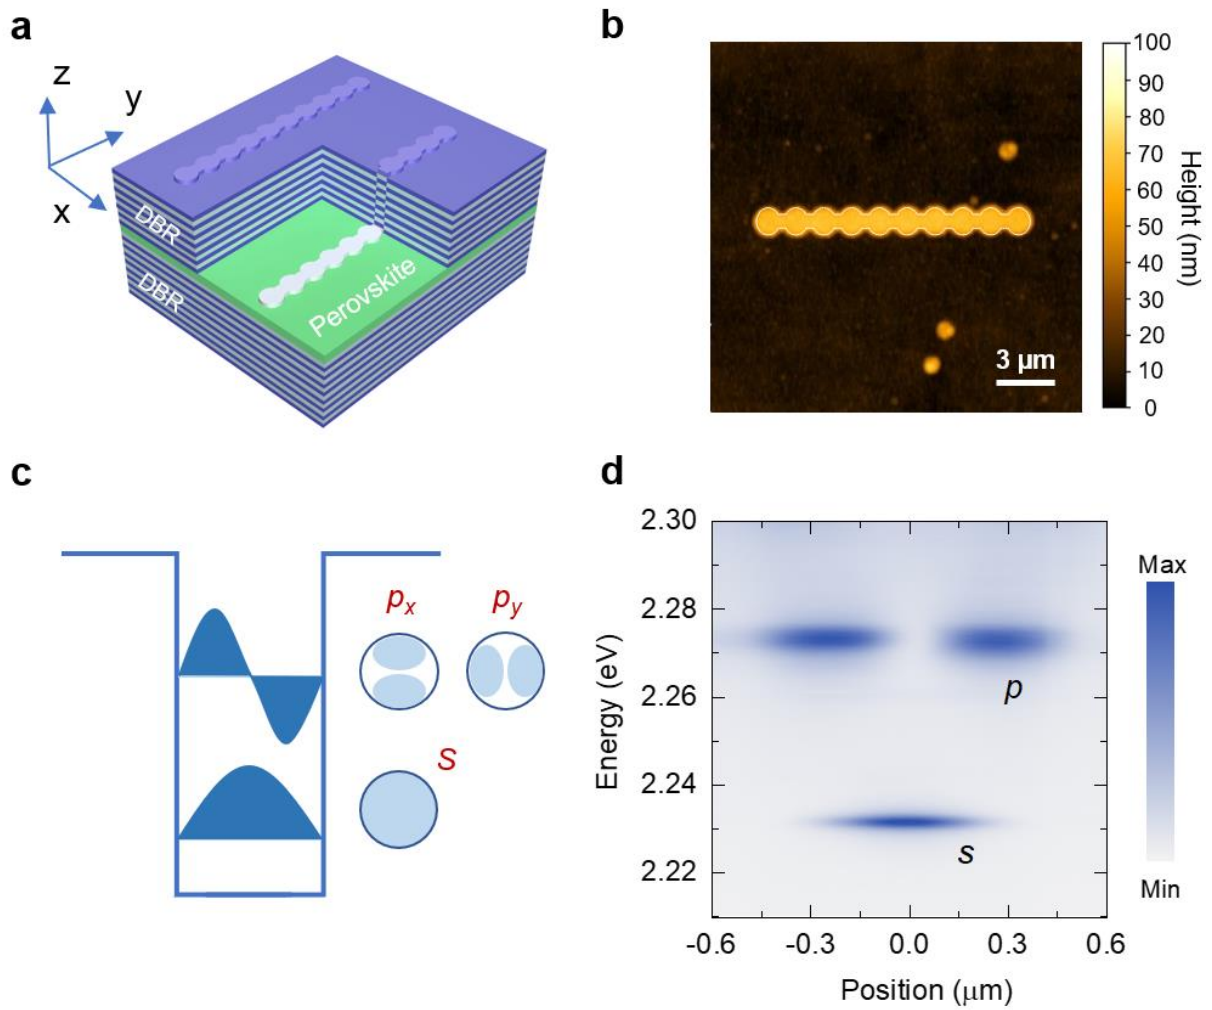 a
z
y
x
DBR
DBR
Perovskite
b
3 µm
100
90
80
70
60
50
40
30
20
10
0
Height (nm)
c
px
py
S
d
2.30
2.28
2.26
2.24
2.22
Energy (eV)
p
s
-0.6
-0.3
0.0
0.3
0.6
Position (μm)
Max
Min